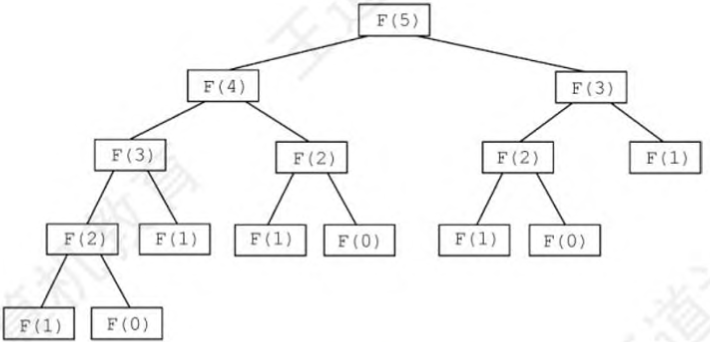 F(5)
F(4) F(3)
F(3) F(2) F(2) F(1)
F(2) F(1) F(1) F(0) F(1) F(0)
F(1) F(0)